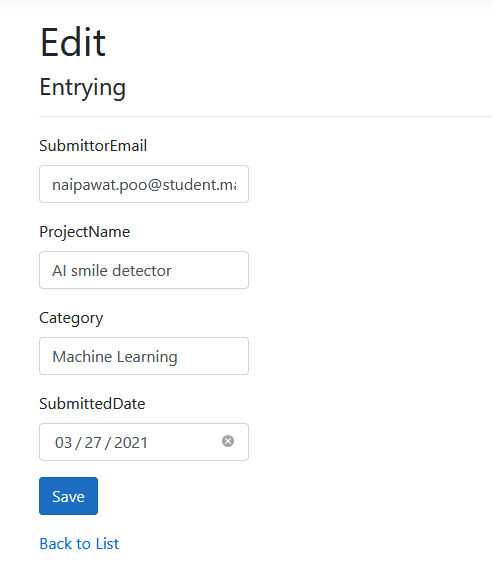 Edit
Entrying
SubmittorEmail
naipawat.poo@student.ma
ProjectName
AI smile detector
Category
Machine Learning
SubmittedDate
03 / 27 / 2021
Save
Back to List